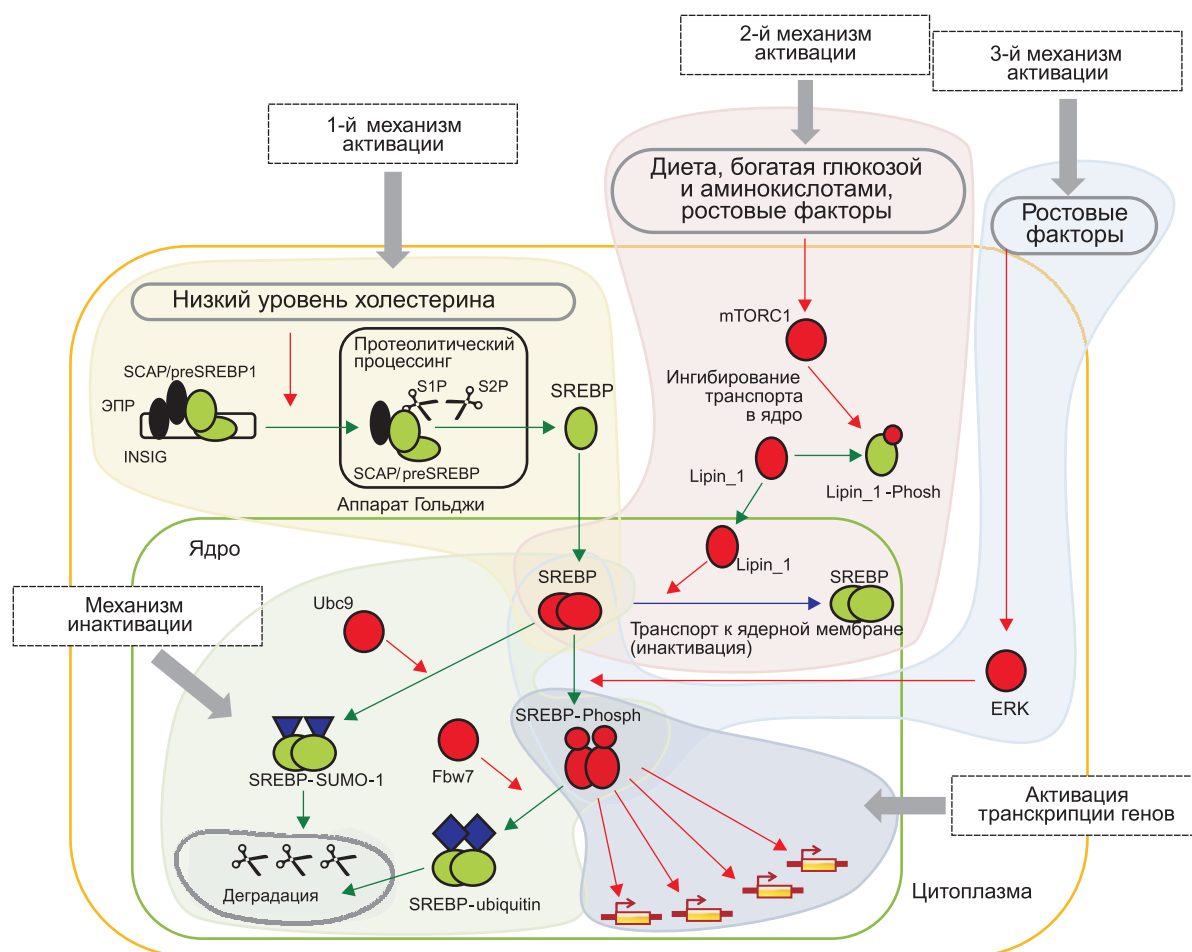 2-й механизм
активации
3-й механизм
активации
1-й механизм
активации
Диета, богатая глюкозой
и аминокислотами,
ростовые факторы
Ростовые
факторы
Низкий уровень холестерина
mTORC1
Протеолитический
процессинг
SCAP/preSREBP1
S1P
S2P
SREBP
ЭПР
INSIG
SCAP/preSREBP
Аппарат Гольджи
Ингибирование
транспорта
в ядро
Lipin_1
Lipin_1-Phosh
Ядро
Lipin_1
SREBP
SREBP
Механизм
инактивации
Ubc9
Транспорт к ядерной мембране
(инактивация)
ERK
SREBP-Phosph
SREBP-SUMO-1
Fbw7
Активация
транскрипции генов
Деградация
SREBP-ubiquitin
Цитоплазма